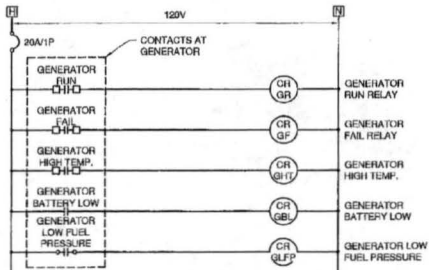 H
N
120V
20A/1P
CONTACTS AT
GENERATOR
GENERATOR
RUN
CR
GR
GENERATOR
RUN RELAY
GENERATOR
FAIL
CR
GF
GENERATOR
FAIL RELAY
GENERATOR
HIGH TEMP.
CR
GHT
GENERATOR
HIGH TEMP.
GENERATOR
BATTERY LOW
CR
GBL
GENERATOR
BATTERY LOW
GENERATOR
LOW FUEL
PRESSURE
CR
GLFP
GENERATOR LOW
FUEL PRESSURE